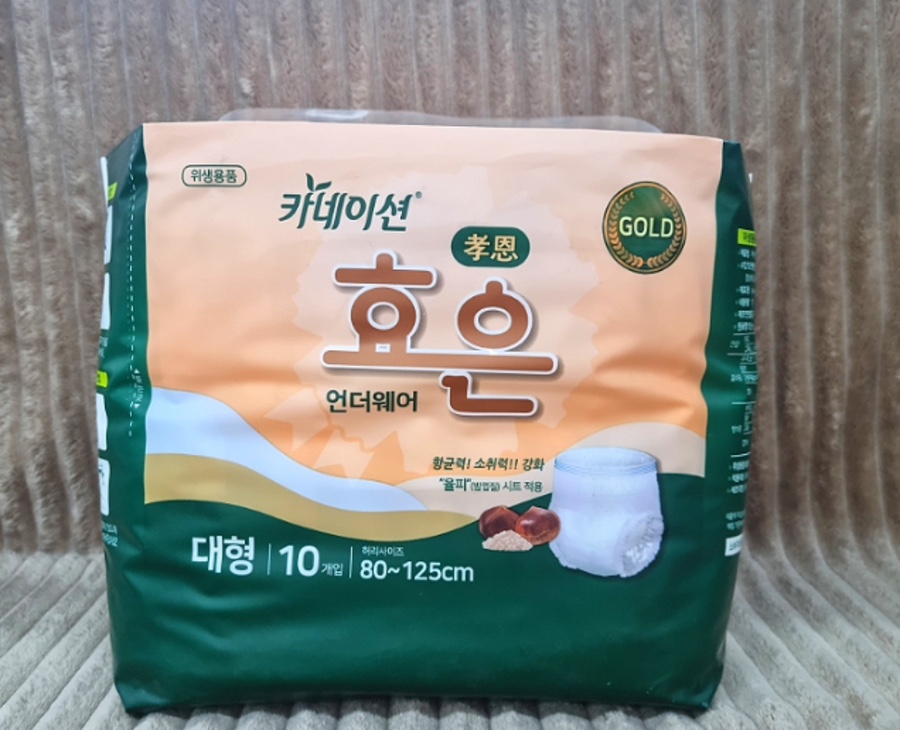 위생용품
카네이션®
GOLD
孝恩
효은
언더웨어
항균력! 소취력!! 강화
"율피"(밤껍질) 시트 적용
대형 10개입 허리사이즈 80~125cm